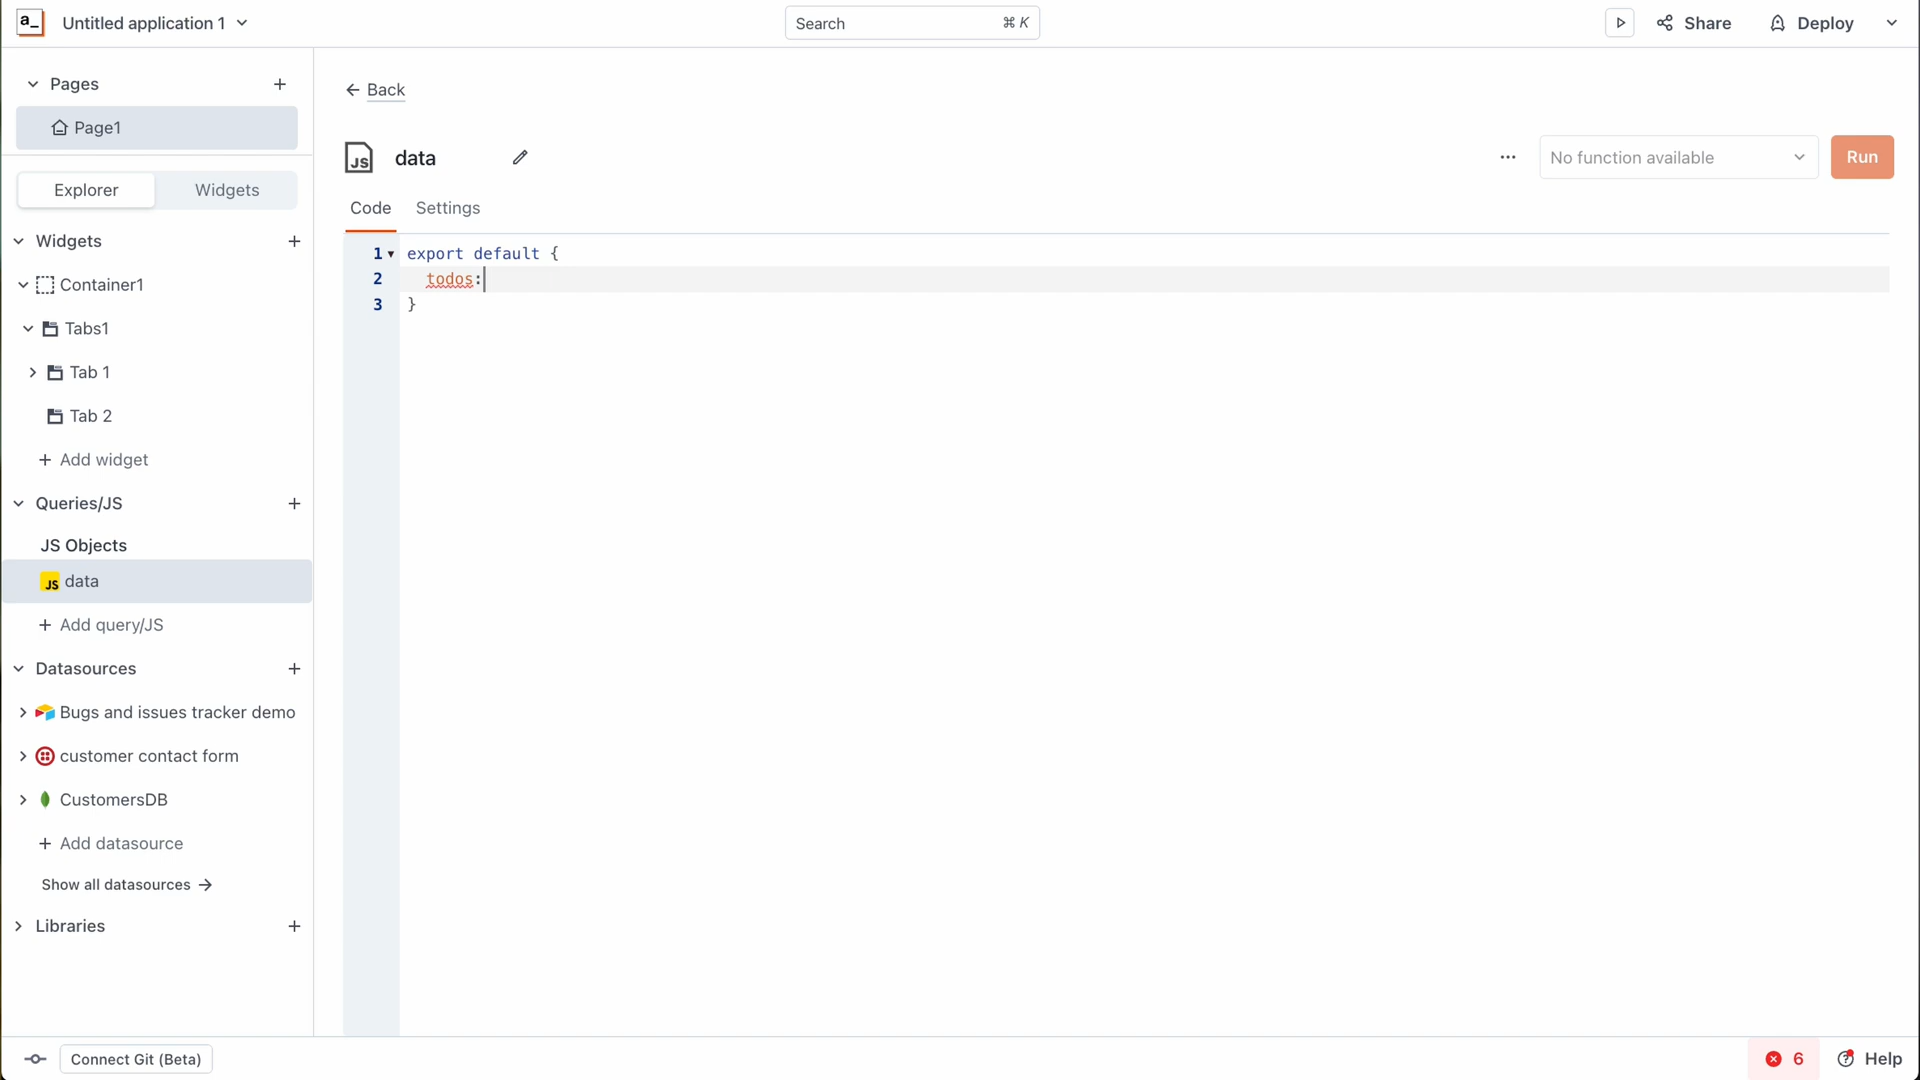 a_ Untitled application 1
Search ⌘ K
Share
Deploy
Pages
Page1
Explorer Widgets
Widgets
Container1
Tabs1
Tab 1
Tab 2
Add widget
Queries/JS
JS Objects
JS data
Add query/JS
Datasources
Bugs and issues tracker demo
customer contact form
CustomersDB
Add datasource
Show all datasources
Libraries
Back
JS data
No function available
Run
Code Settings
1 export default {
2 todos:
3 }
Connect Git (Beta)
6
Help